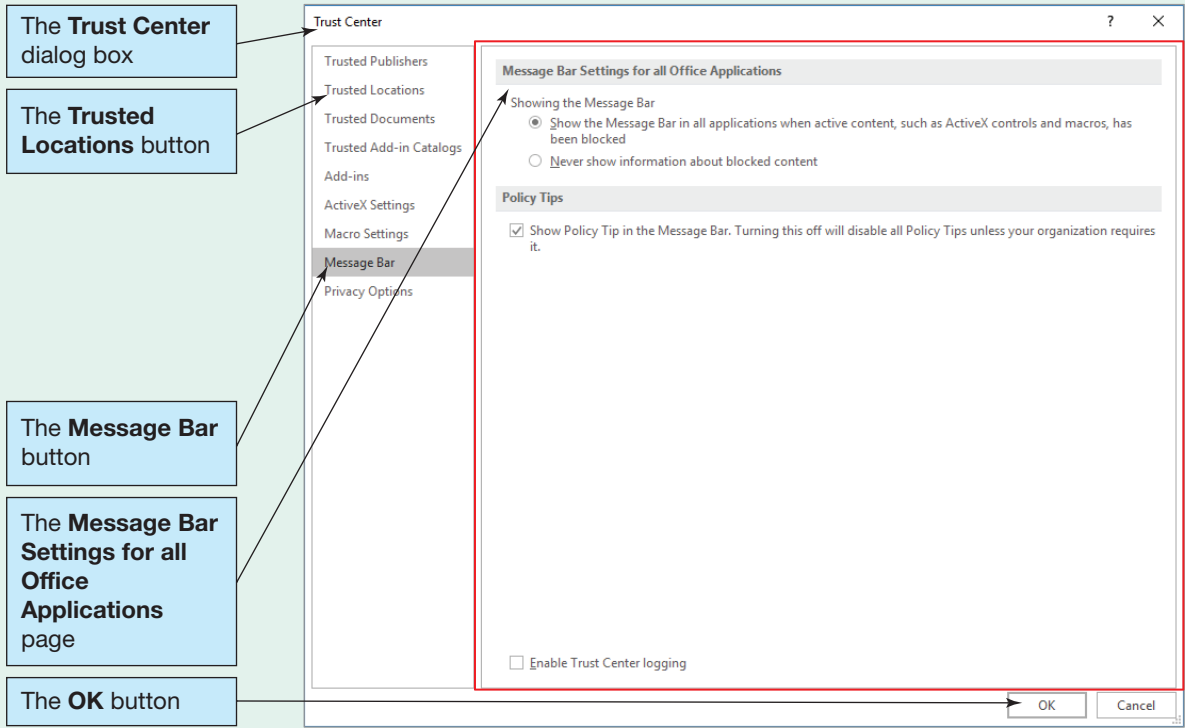 The Trust Center
dialog box
The Trusted
Locations button
The Message Bar
button
The Message Bar
Settings for all
Office
Applications
page
The OK button
Trust Center
?
Trusted Publishers
Trusted Locations
Trusted Documents
Trusted Add-in Catalogs
Add-ins
ActiveX Settings
Macro Settings
Message Bar
Privacy Options
Message Bar Settings for all Office Applications
Showing the Message Bar
Show the Message Bar in all applications when active content, such as ActiveX controls and macros, has
been blocked
Never show information about blocked content
Policy Tips
Show Policy Tip in the Message Bar. Turning this off will disable all Policy Tips unless your organization requires
it.
Enable Trust Center logging
OK
Cancel